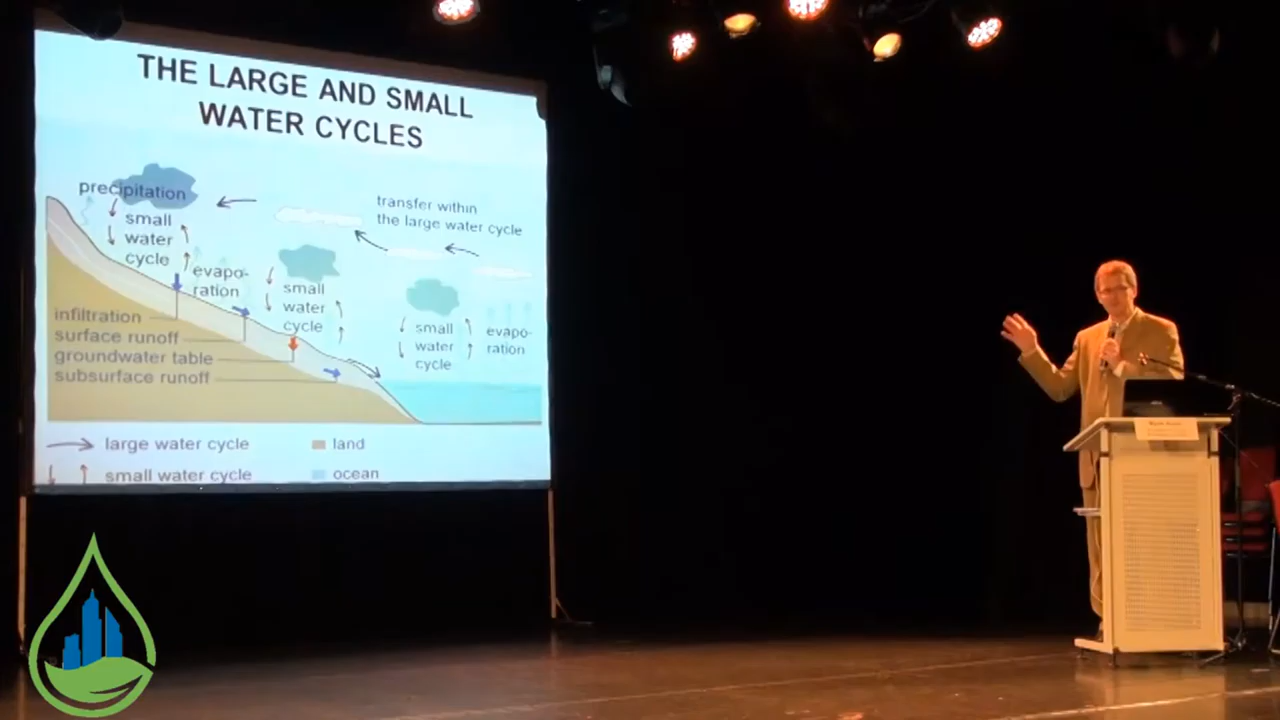 THE LARGE AND SMALL
WATER CYCLES
precipitation
small
water
cycle
transfer within
the large water cycle
evapo-
ration
small
water
cycle
small
water
cycle
evapo-
ration
infiltration
surface runoff
groundwater table
subsurface runoff
large water cycle
land
small water cycle
ocean